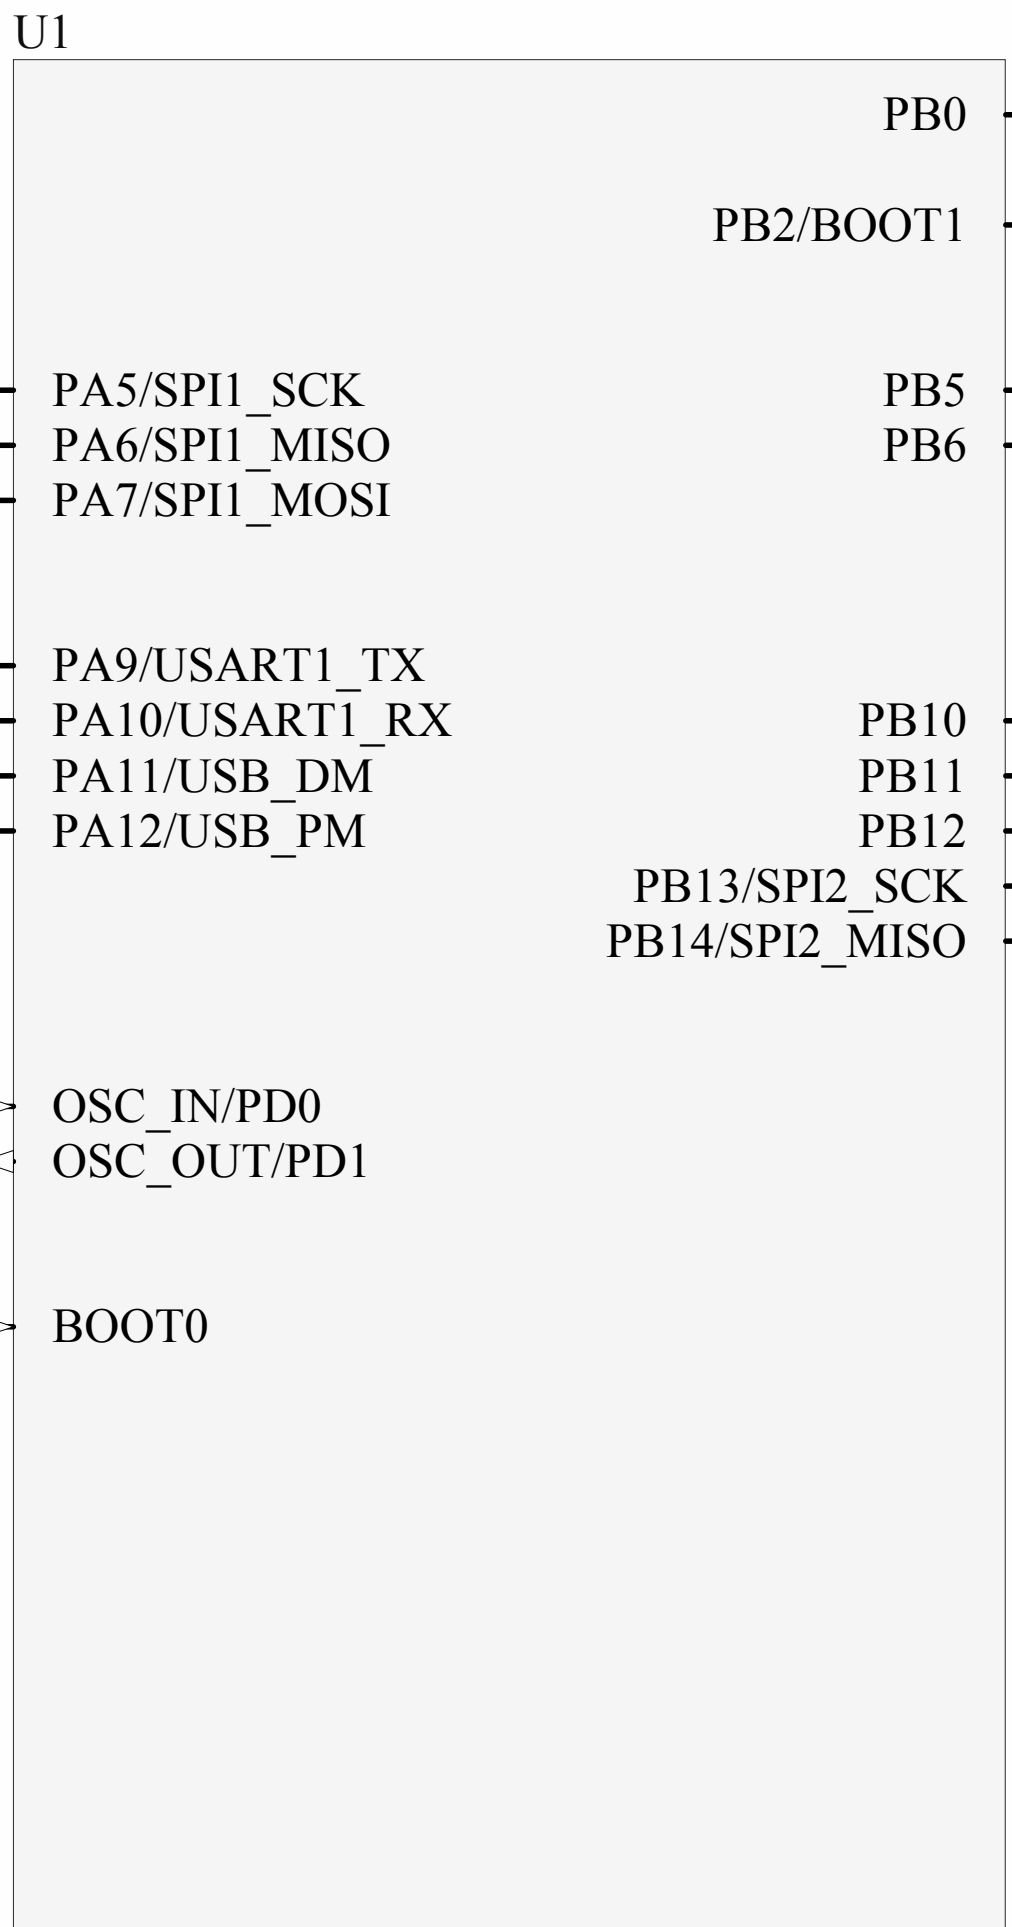 U1
PB0
PB2/BOOT1
PA5/SPI1_SCK
PB5
PA6/SPI1_MISO
PB6
PA7/SPI1_MOSI
PA9/USART1_TX
PA10/USART1_RX
PB10
PA11/USB_DM
PB11
PA12/USB_PM
PB12
PB13/SPI2_SCK
PB14/SPI2_MISO
OSC_IN/PD0
OSC_OUT/PD1
BOOT0